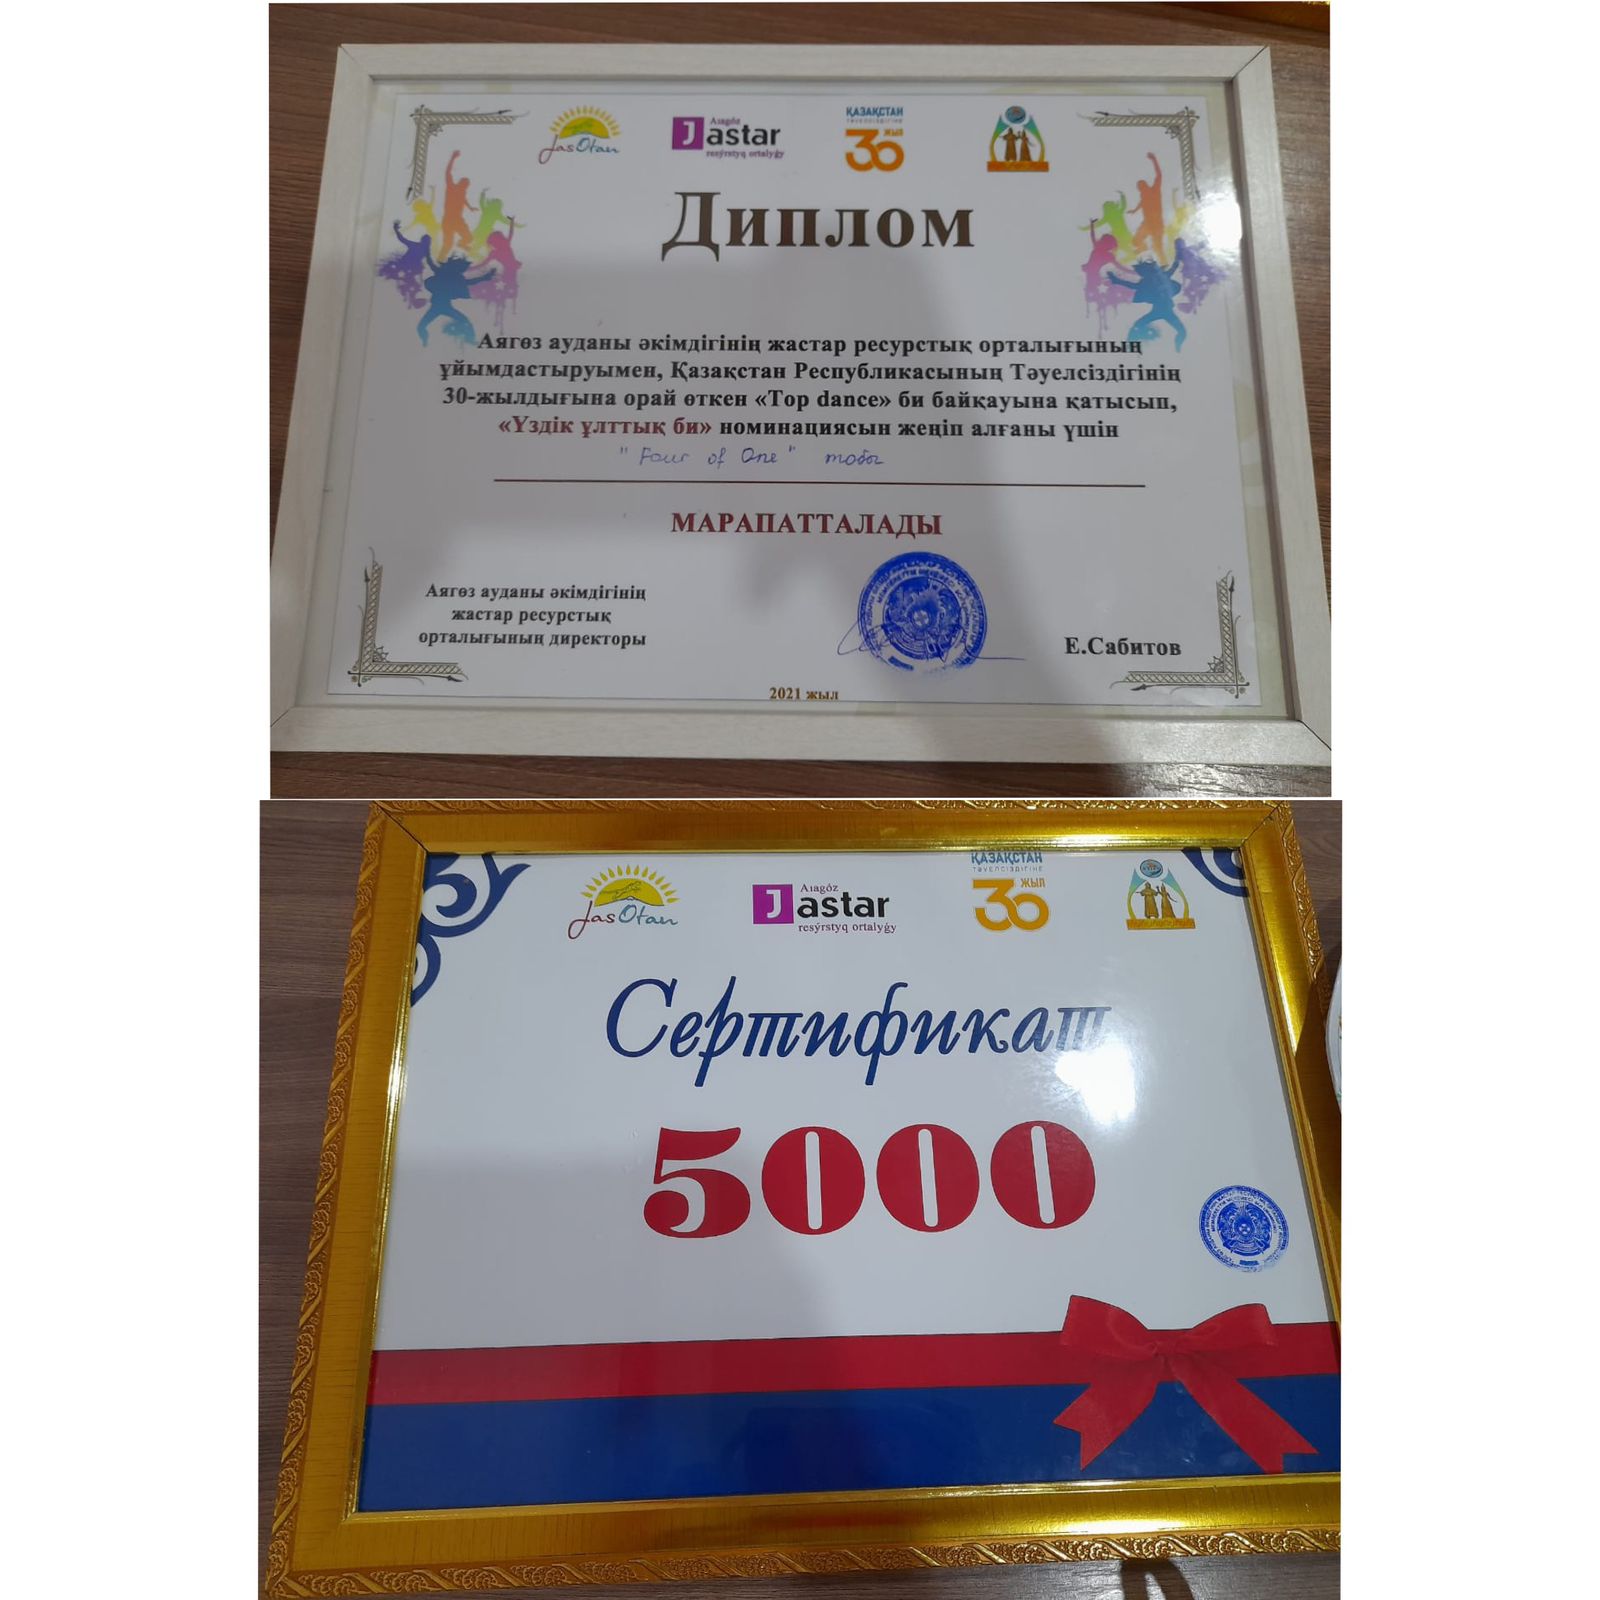 JasOtan
Aıagóz
Jastar
resýrstyq ortalyǵy
ҚАЗАҚСТАН
ТӘУЕЛСІЗДІГІНЕ
30 ЖЫЛ
Диплом
Аягөз ауданы әкімдігінің жастар ресурстық орталығының
ұйымдастыруымен, Қазақстан Республикасының Тәуелсіздігінің
30-жылдығына орай өткен «Top dance» би байқауына қатысып,
«Үздік ұлттық би» номинациясын жеңіп алғаны үшін
"Four of One" тобы
МАРАПАТТАЛАДЫ
Аягөз ауданы әкімдігінің
жастар ресурстық
орталығының директоры
Е.Сабитов
2021 жыл
JasOtan
Aıagóz
Jastar
resýrstyq ortalyǵy
ҚАЗАҚСТАН
ТӘУЕЛСІЗДІГІНЕ
30 ЖЫЛ
Сертификат
5000